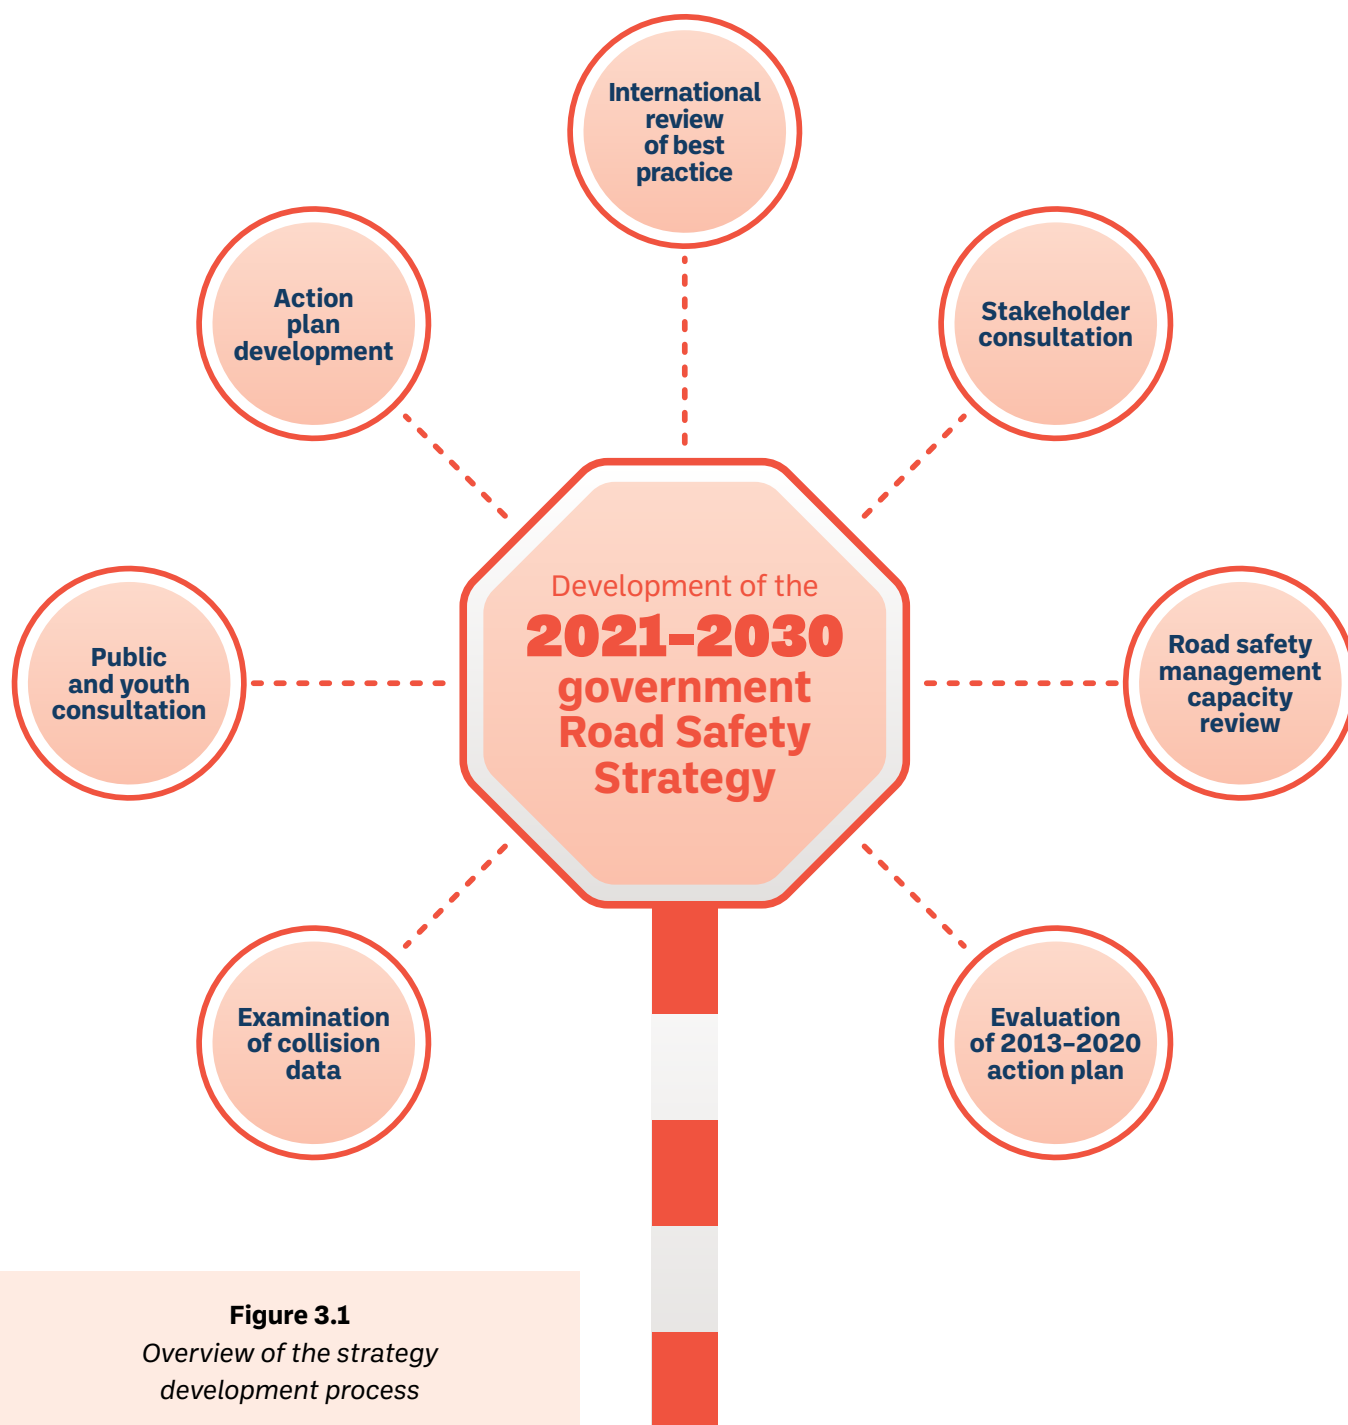 International
review
of best
practice
Action
plan
development
Stakeholder
consultation
Development of the
2021–2030
government
Road Safety
Strategy
Public
and youth
consultation
Road safety
management
capacity
review
Examination
of collision
data
Evaluation
of 2013–2020
action plan
Figure 3.1
Overview of the strategy
development process